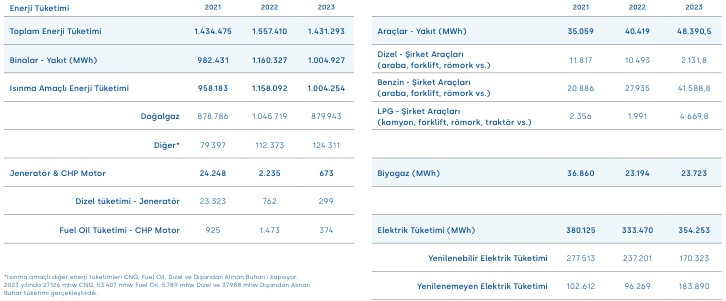 Enerji Tüketimi 2021 2022 2023
Toplam Enerji Tüketimi 1.434.475 1.557.410 1.431.293
Binalar - Yakıt (MWh) 982.431 1.160.327 1.004.927
Isınma Amaçlı Enerji Tüketimi 958.183 1.158.092 1.004.254
Doğalgaz 878.786 1.045.719 879.943
Diğer* 79.397 112.373 124.311
Jeneratör & CHP Motor 24.248 2.235 673
Dizel tüketimi - Jeneratör 23.323 762 299
Fuel Oil Tüketimi - CHP Motor 925 1.473 374
*Isınma amaçlı diğer enerji tüketimleri CNG, Fuel Oil, Dizel ve Dışarıdan Alınan Buhar'ı kapsıyor.
2023 yılında 27.126 mhw CNG, 53.407 mhw Fuel Oil, 5.789 mhw Dizel ve 37.988 mhw Dışarıdan Alınan
Buhar tüketimi gerçekleştirdik.
2021 2022 2023
Araçlar - Yakıt (MWh) 35.059 40.419 48.390,5
Dizel - Şirket Araçları
(araba, forklift, römork vs.) 11.817 10.493 2.131,8
Benzin - Şirket Araçları
(araba, forklift, römork vs.) 20.886 27.935 41.588,8
LPG - Şirket Araçları
(kamyon, forklift, römork, traktör vs.) 2.356 1.991 4.669,8
Biyogaz (MWh) 36.860 23.194 23.723
Elektrik Tüketimi (MWh) 380.125 333.470 354.253
Yenilenebilir Elektrik Tüketimi 277.513 237.201 170.323
Yenilenemeyen Elektrik Tüketimi 102.612 96.269 183.890